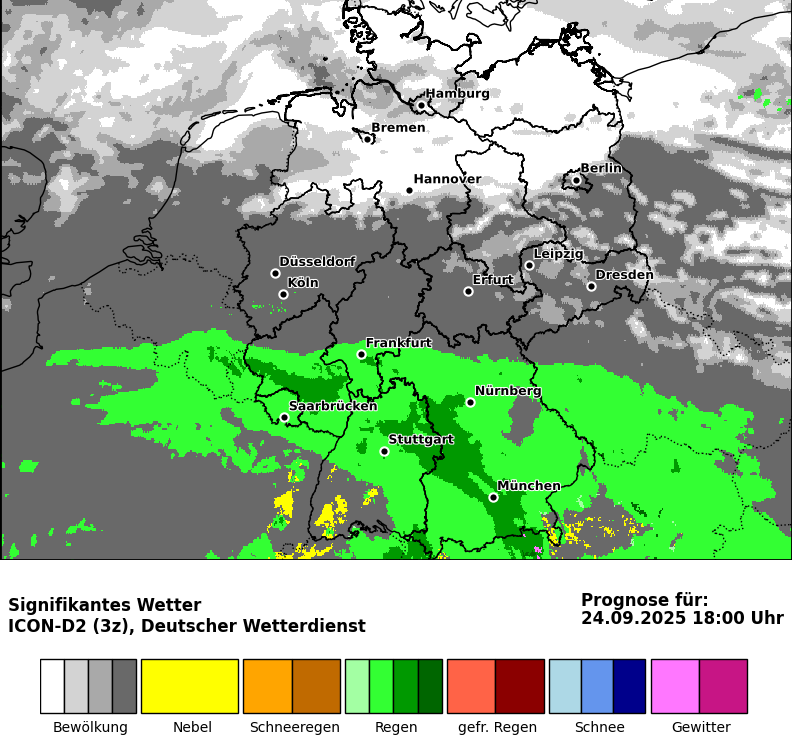 Hamburg
Bremen
Berlin
Hannover
Leipzig
Düsseldorf
Dresden
Köln
Erfurt
Frankfurt
Nürnberg
Saarbrücken
Stuttgart
München
Signifikantes Wetter
ICON-D2 (3z), Deutscher Wetterdienst
Prognose für:
24.09.2025 18:00 Uhr
Bewölkung
Nebel
Schneeregen
Regen
gefr. Regen
Schnee
Gewitter